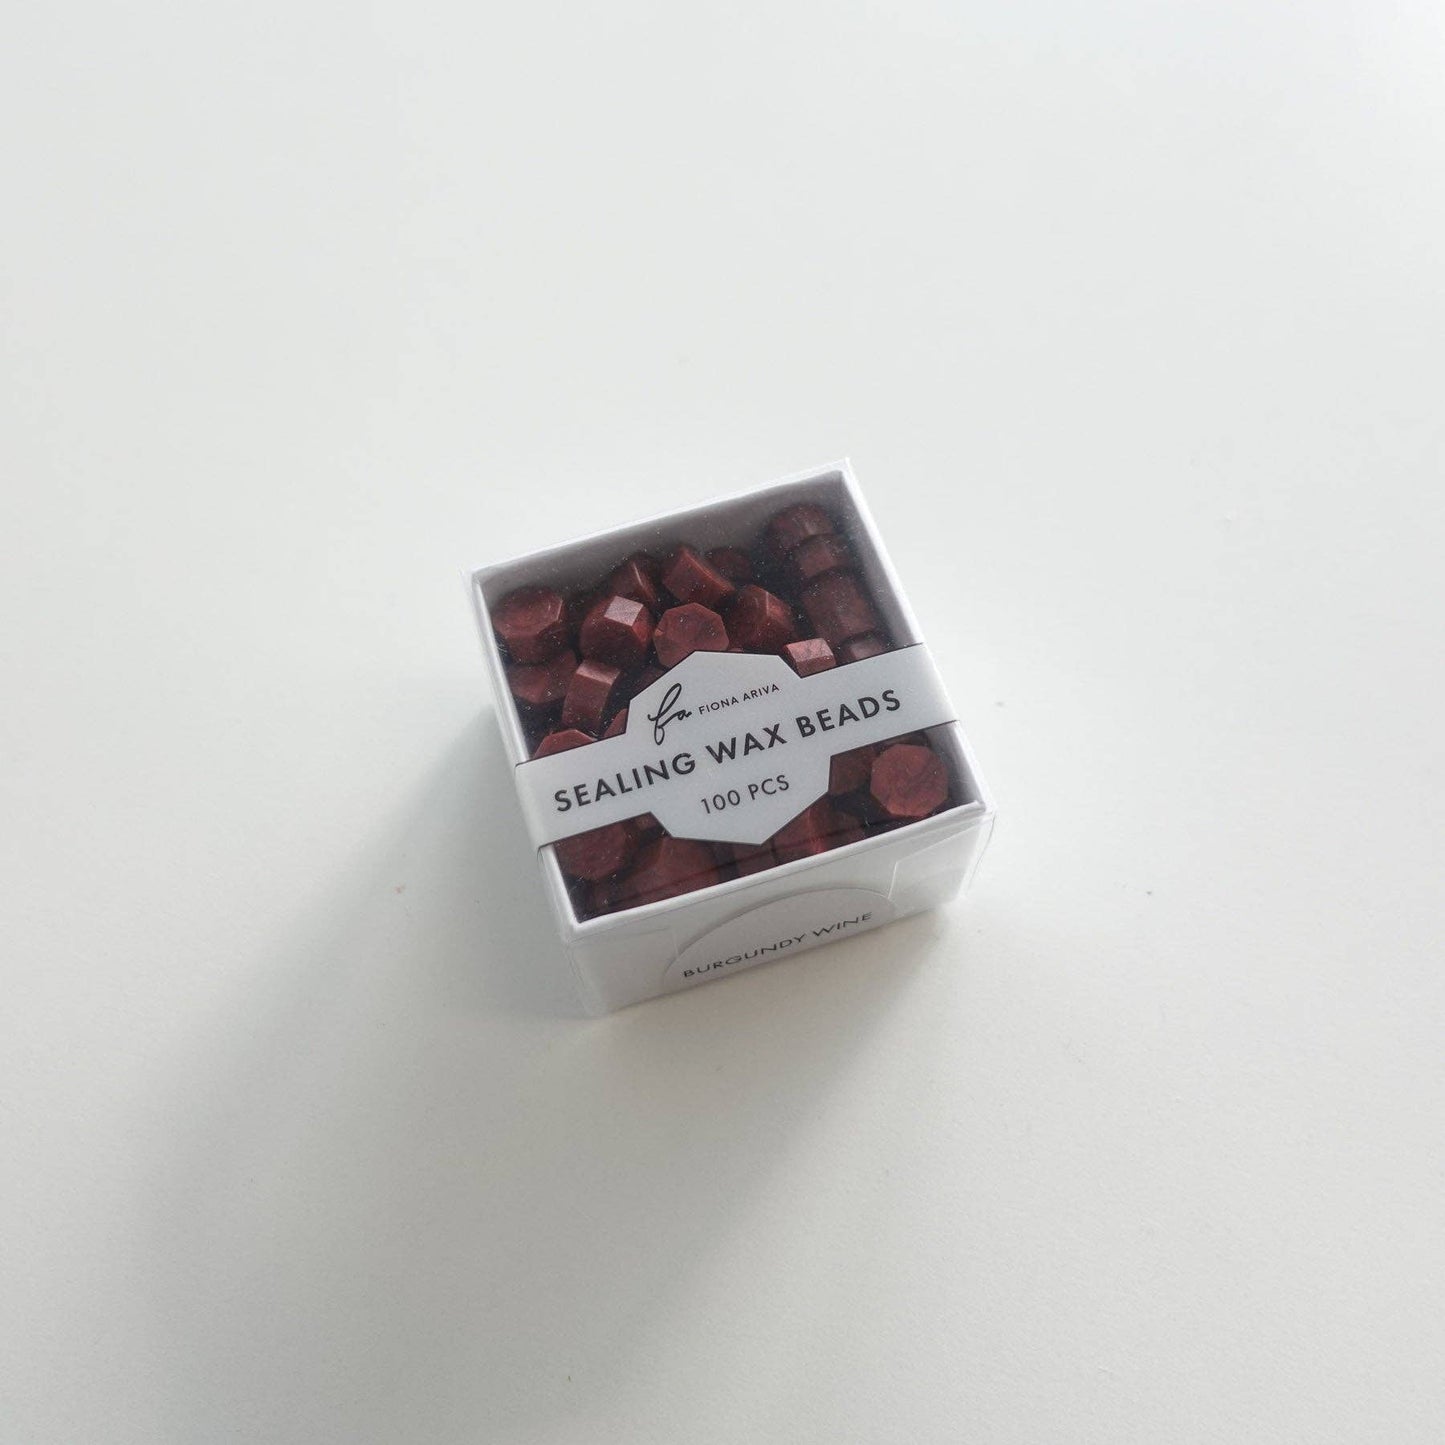 fa FIONA ARIVA
SEALING WAX BEADS
100 PCS
BURGUNDY WINE